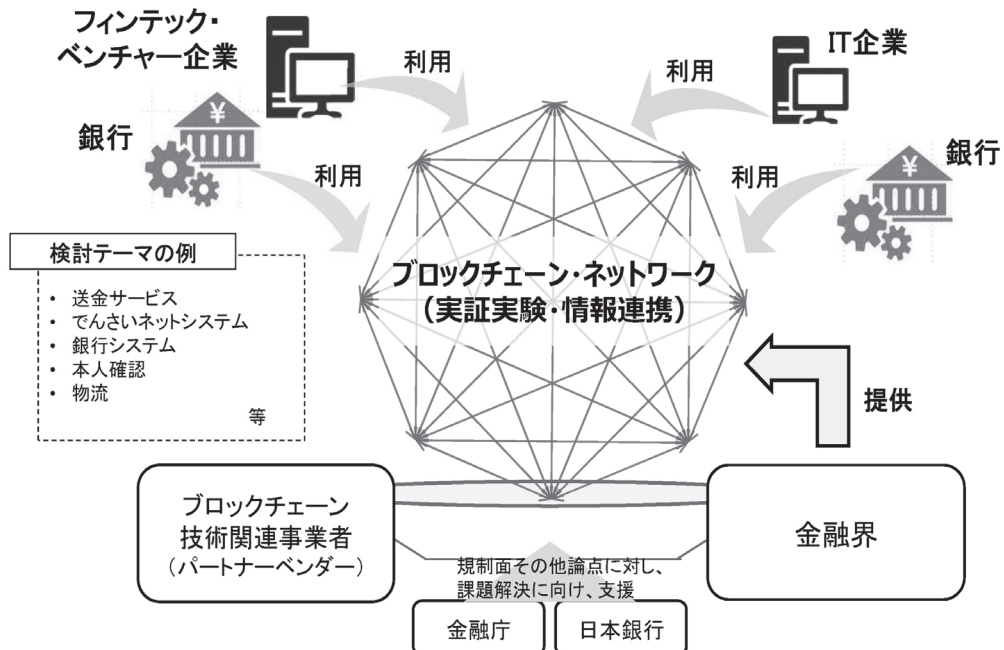 フィンテック・
ベンチャー企業
利用
利用
IT企業
銀行
¥
利用
利用
¥
銀行
検討テーマの例
• 送金サービス
• でんさいネットシステム
• 銀行システム
• 本人確認
• 物流
等
ブロックチェーン・ネットワーク
（実証実験・情報連携）
提供
ブロックチェーン
技術関連事業者
（パートナーベンダー）
金融界
規制面その他論点に対し、
課題解決に向け、支援
金融庁
日本銀行